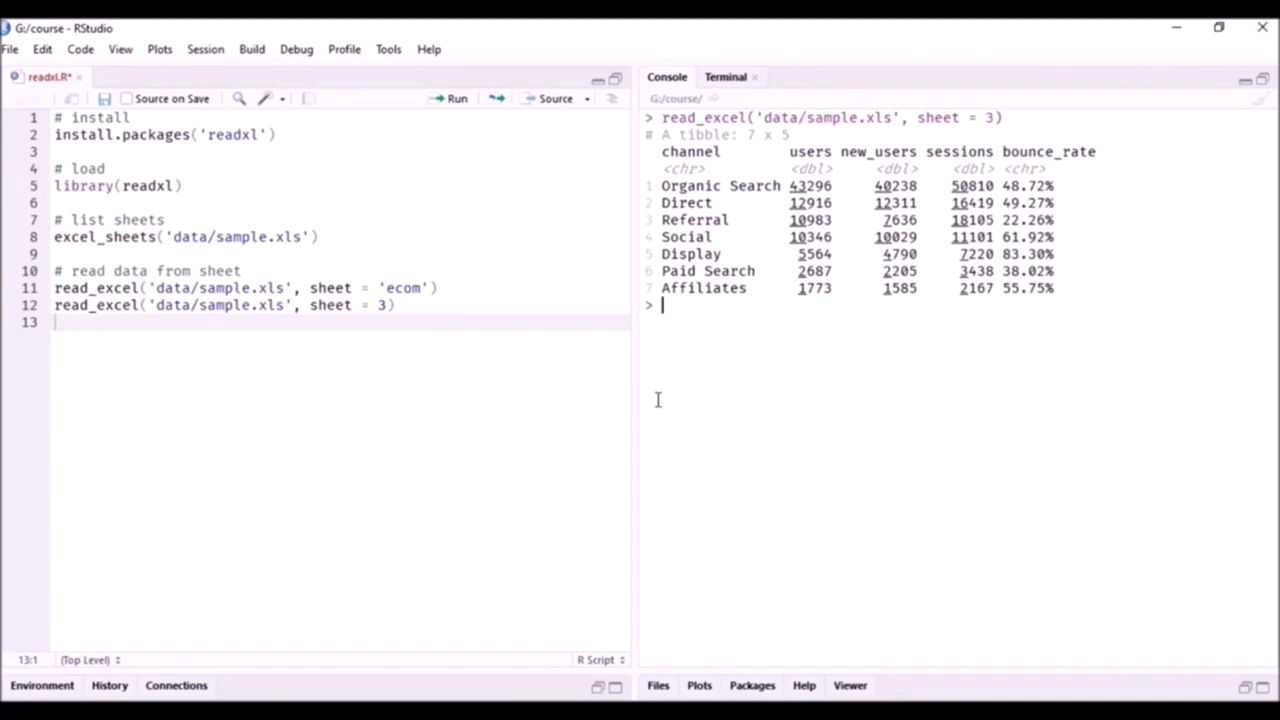 G:/course - RStudio
File Edit Code View Plots Session Build Debug Profile Tools Help
readxl.R*
Source on Save Run Source
1 # install
2 install.packages('readxl')
3
4 # load
5 library(readxl)
6
7 # list sheets
8 excel_sheets('data/sample.xls')
9
10 # read data from sheet
11 read_excel('data/sample.xls', sheet = 'ecom')
12 read_excel('data/sample.xls', sheet = 3)
13
13:1 (Top Level) R Script
Environment History Connections
Console Terminal
G:/course/
> read_excel('data/sample.xls', sheet = 3)
# A tibble: 7 x 5
channel users new_users sessions bounce_rate
<chr> <dbl> <dbl> <dbl> <chr>
1 Organic Search 43296 40238 50810 48.72%
2 Direct 12916 12311 16419 49.27%
3 Referral 10983 7636 18105 22.26%
4 Social 10346 10029 11101 61.92%
5 Display 5564 4790 7220 83.30%
6 Paid Search 2687 2205 3438 38.02%
7 Affiliates 1773 1585 2167 55.75%
>
Files Plots Packages Help Viewer